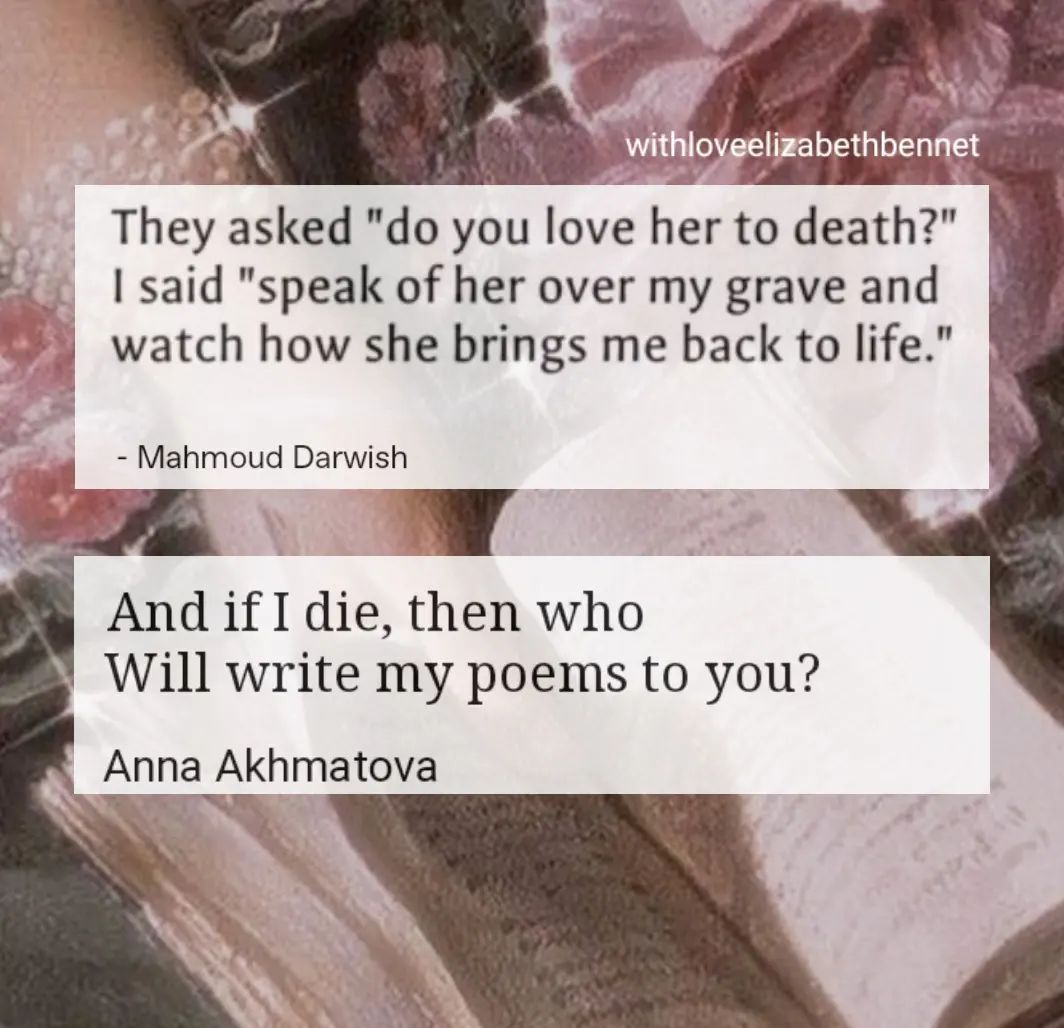 withloveelizabethbennet
They asked "do you love her to death?"
I said "speak of her over my grave and
watch how she brings me back to life."
- Mahmoud Darwish
And if I die, then who
Will write my poems to you?
Anna Akhmatova